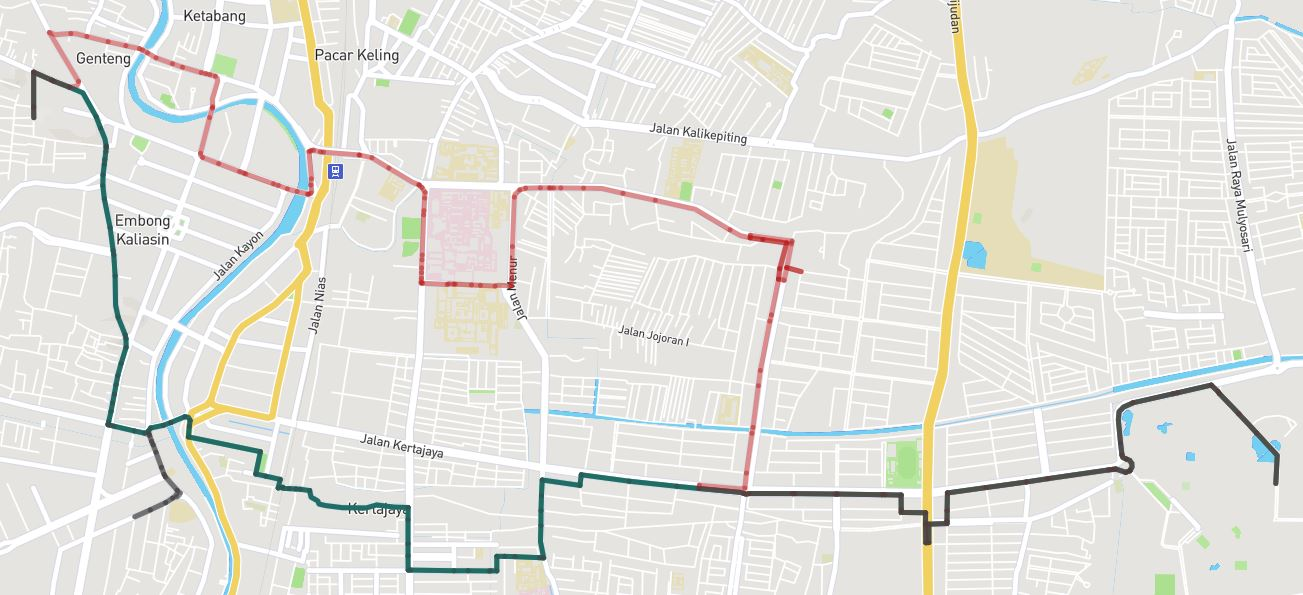 Ketabang
Pacar Keling
Genteng
ijudan
Jalan Kalikepiting
Jalan Raya Mulyosari
Embong
Kaliasin
Jalan Kayon
Jalan Nias
Jalan Menur
Jalan Jojoran I
Jalan Kertajaya
Kertajaya